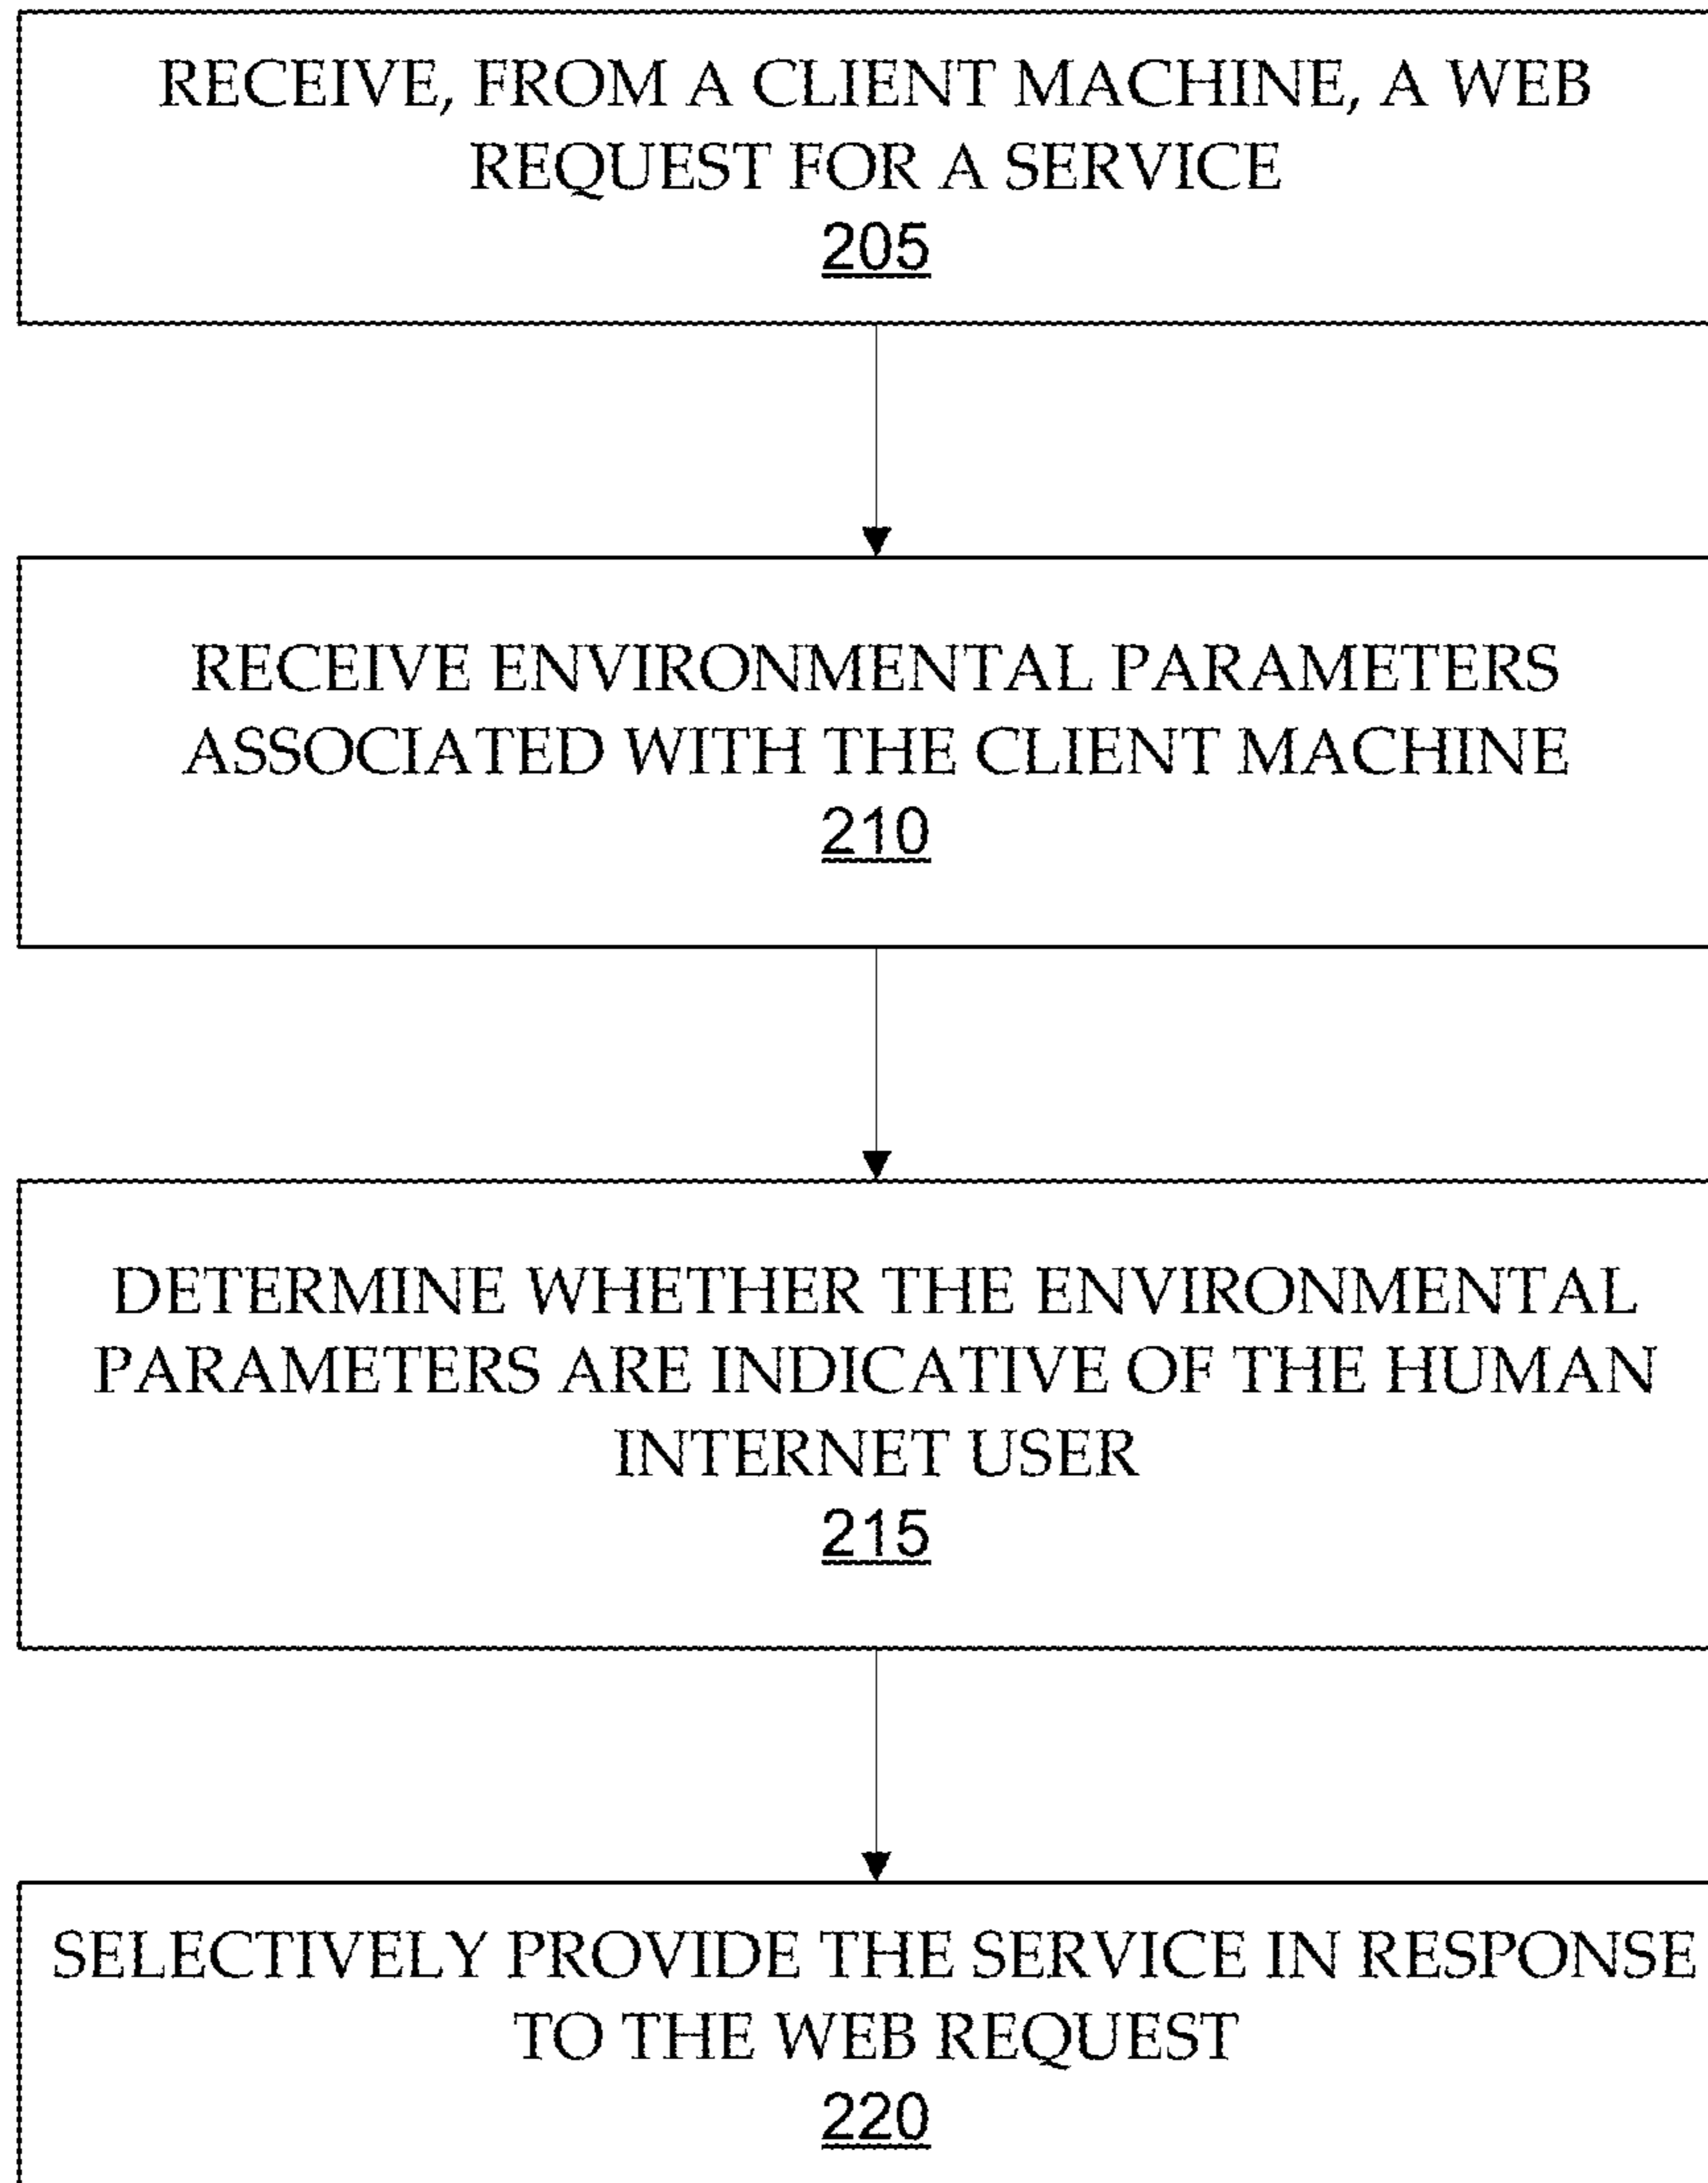 RECEIVE, FROM A CLIENT MACHINE, A WEB
REQUEST FOR A SERVICE
205
RECEIVE ENVIRONMENTAL PARAMETERS
ASSOCIATED WITH THE CLIENT MACHINE
210
DETERMINE WHETHER THE ENVIRONMENTAL
PARAMETERS ARE INDICATIVE OF THE HUMAN
INTERNET USER
215
SELECTIVELY PROVIDE THE SERVICE IN RESPONSE
TO THE WEB REQUEST
220